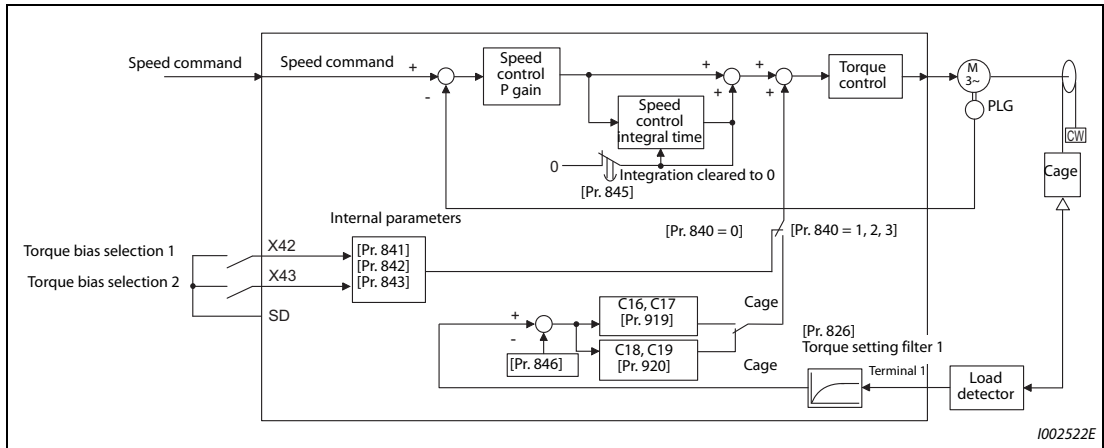 Speed command
Speed command
+
-
Speed
control
P gain
+
+
+
+
Torque
control
M
3~
PLG
CW
Cage
Speed
control
integral time
0
Integration cleared to 0
[Pr. 845]
Internal parameters
[Pr. 840 = 0]
[Pr. 840 = 1, 2, 3]
Torque bias selection 1
X42
[Pr. 841]
[Pr. 842]
[Pr. 843]
Torque bias selection 2
X43
SD
+
-
[Pr. 846]
C16, C17
[Pr. 919]
Cage
C18, C19
[Pr. 920]
Cage
[Pr. 826]
Torque setting filter 1
Terminal 1
Load
detector
I002522E